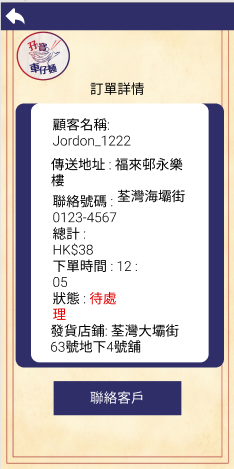 孖寶
車仔麵
訂單詳情
顧客名稱:
Jordon_1222
傳送地址 : 福來邨永樂
樓
聯絡號碼 : 荃灣海壩街
0123-4567
總計 :
HK$38
下單時間 : 12 :
05
狀態 : 待處
理
發貨店鋪: 荃灣大壩街
63號地下4號舖
聯絡客戶